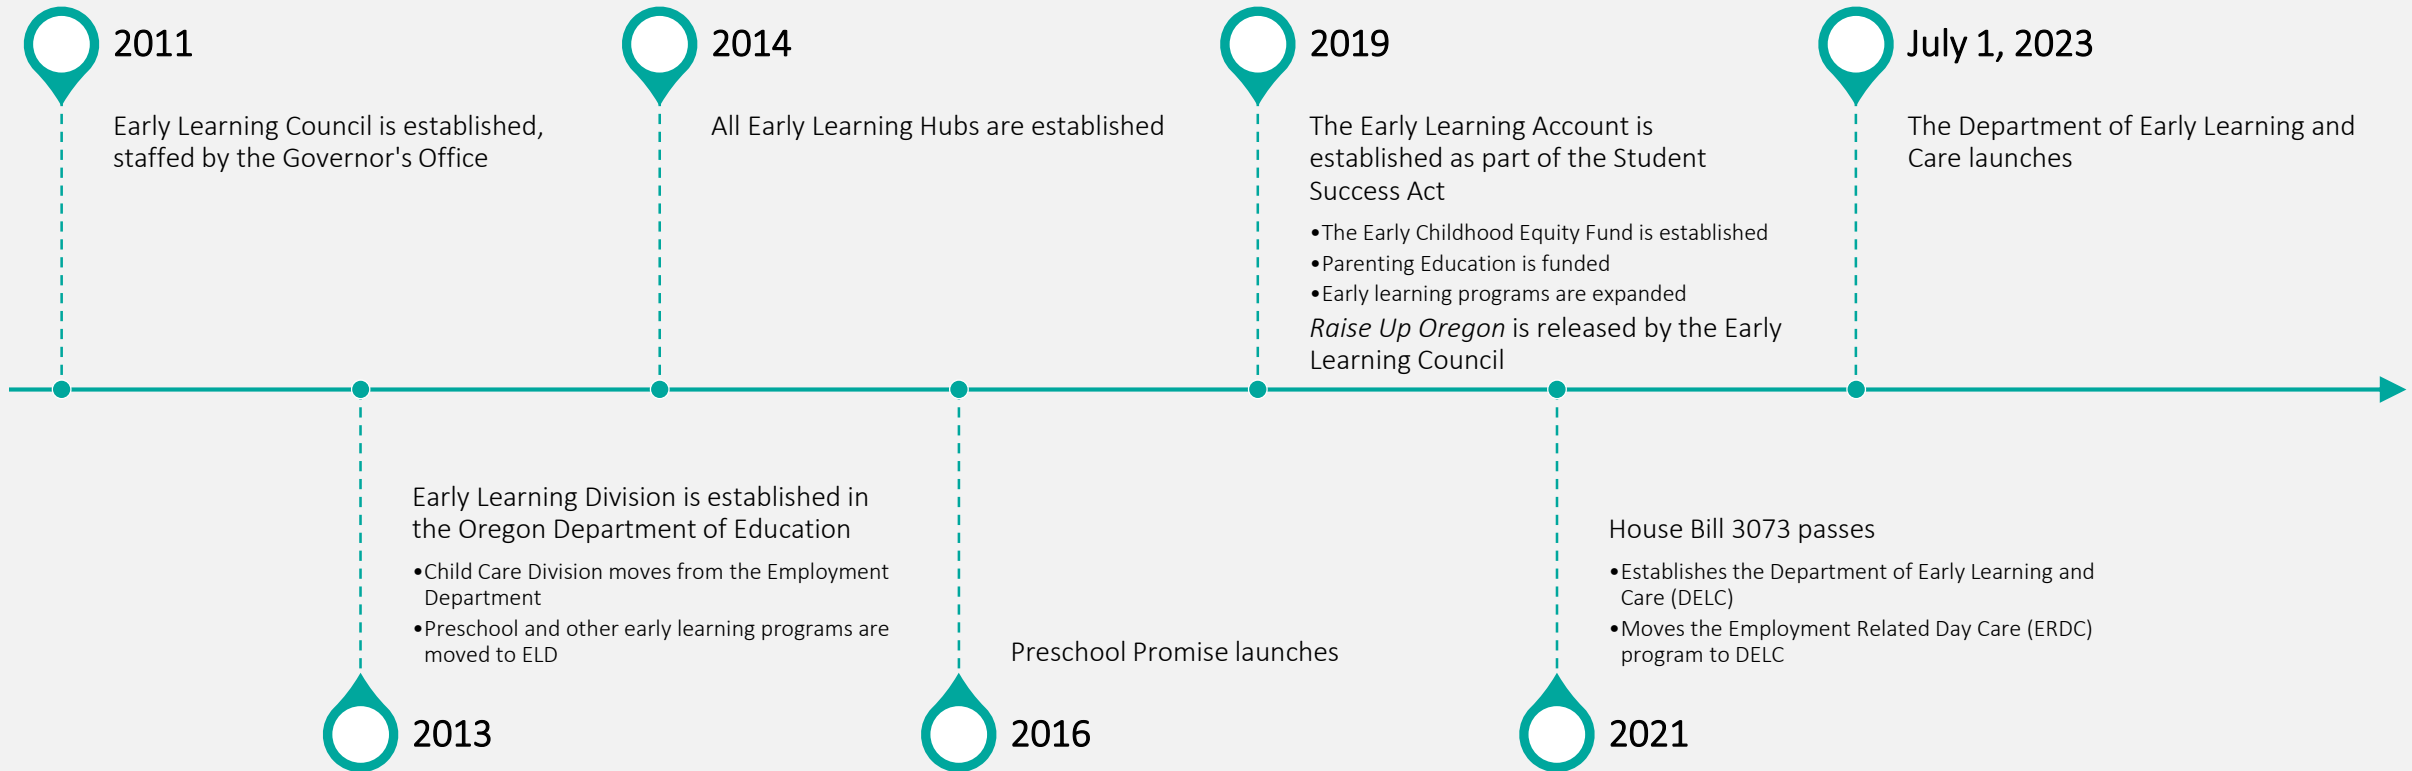 2011
Early Learning Council is established,
staffed by the Governor's Office
2013
Early Learning Division is established in
the Oregon Department of Education
•Child Care Division moves from the Employment
Department
•Preschool and other early learning programs are
moved to ELD
2014
All Early Learning Hubs are established
2016
Preschool Promise launches
2019
The Early Learning Account is
established as part of the Student
Success Act
•The Early Childhood Equity Fund is established
•Parenting Education is funded
•Early learning programs are expanded
Raise Up Oregon is released by the Early
Learning Council
2021
House Bill 3073 passes
•Establishes the Department of Early Learning and
Care (DELC)
•Moves the Employment Related Day Care (ERDC)
program to DELC
July 1, 2023
The Department of Early Learning and
Care launches